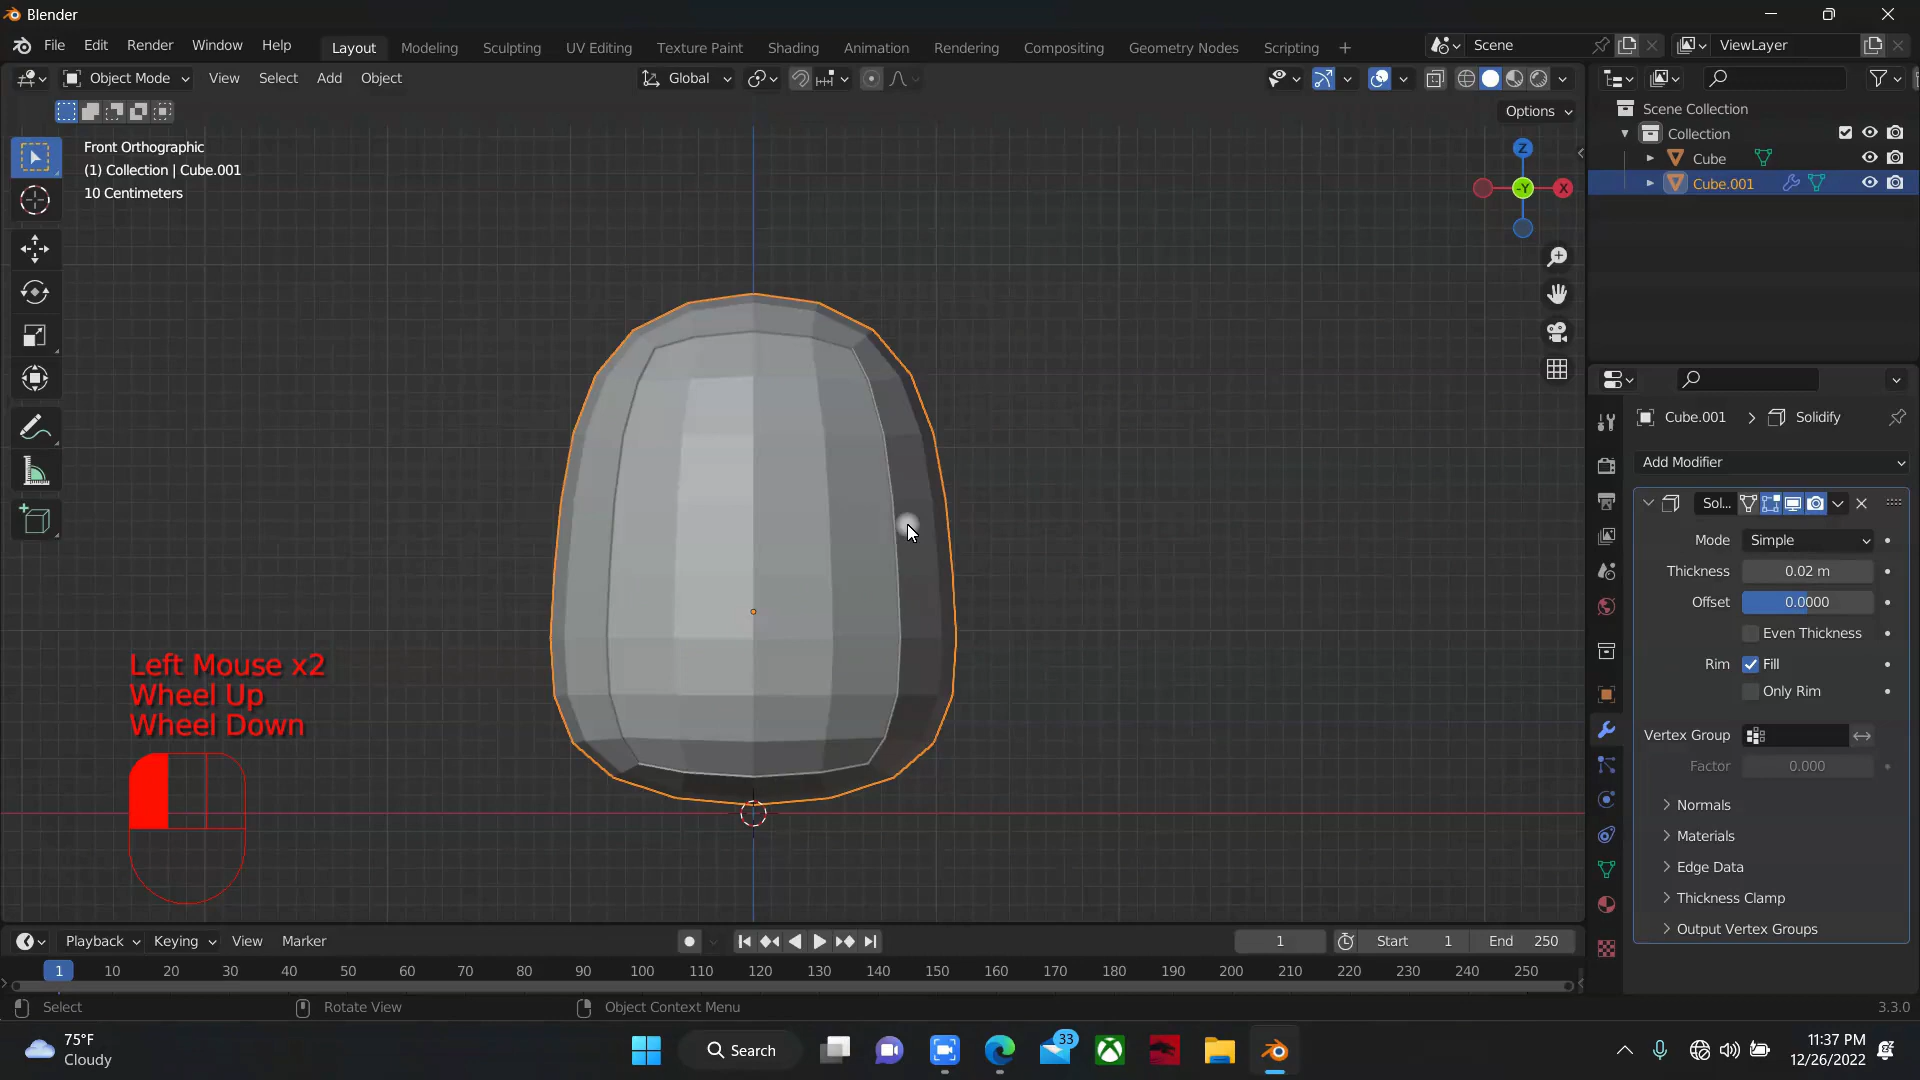 Blender
File Edit Render Window Help
Layout Modeling Sculpting UV Editing Texture Paint Shading Animation Rendering Compositing Geometry Nodes Scripting +
Scene
ViewLayer
Object Mode View Select Add Object
Global
Options
Front Orthographic
(1) Collection | Cube.001
10 Centimeters
Z
-Y
X
Scene Collection
Collection
Cube
Cube.001
Cube.001 > Solidify
Add Modifier
Sol...
Mode Simple
Thickness 0.02 m
Offset 0.0000
Even Thickness
Rim Fill
Only Rim
Vertex Group
Factor 0.000
Normals
Materials
Edge Data
Thickness Clamp
Output Vertex Groups
Left Mouse x2
Wheel Up
Wheel Down
Playback Keying View Marker
1 Start 1 End 250
1 10 20 30 40 50 60 70 80 90 100 110 120 130 140 150 160 170 180 190 200 210 220 230 240 250
Select Rotate View Object Context Menu 3.3.0
75°F
Cloudy
Search
33
11:37 PM
12/26/2022